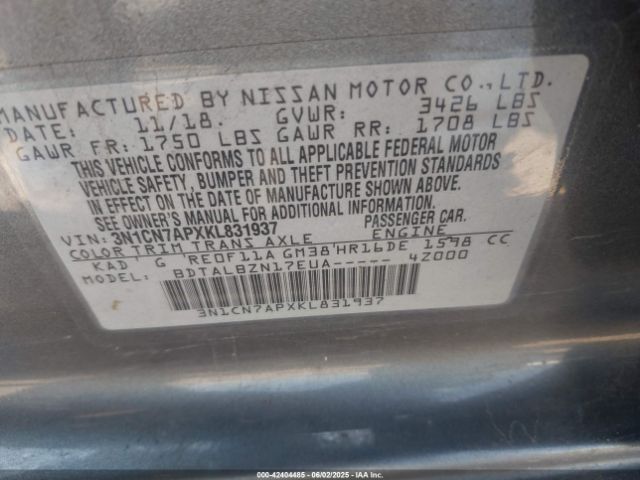 MANUFACTURED BY NISSAN MOTOR CO.,LTD.
DATE: 11/18. GVWR: 3426 LBS
GAWR FR: 1750 LBS GAWR RR: 1708 LBS
THIS VEHICLE CONFORMS TO ALL APPLICABLE FEDERAL MOTOR
VEHICLE SAFETY, BUMPER AND THEFT PREVENTION STANDARDS
IN EFFECT ON THE DATE OF MANUFACTURE SHOWN ABOVE.
SEE OWNER'S MANUAL FOR ADDITIONAL INFORMATION.
VIN: 3N1CN7APXKL831937 PASSENGER CAR.
COLOR TRIM TRANS AXLE ENGINE
KAD G RE0F11A GM38 HR16DE 1598 CC
MODEL: BDTALBZN17EUA----- 4Z000
3N1CN7APXKL831937
000-42404485 - 06/02/2025 - IAA Inc.